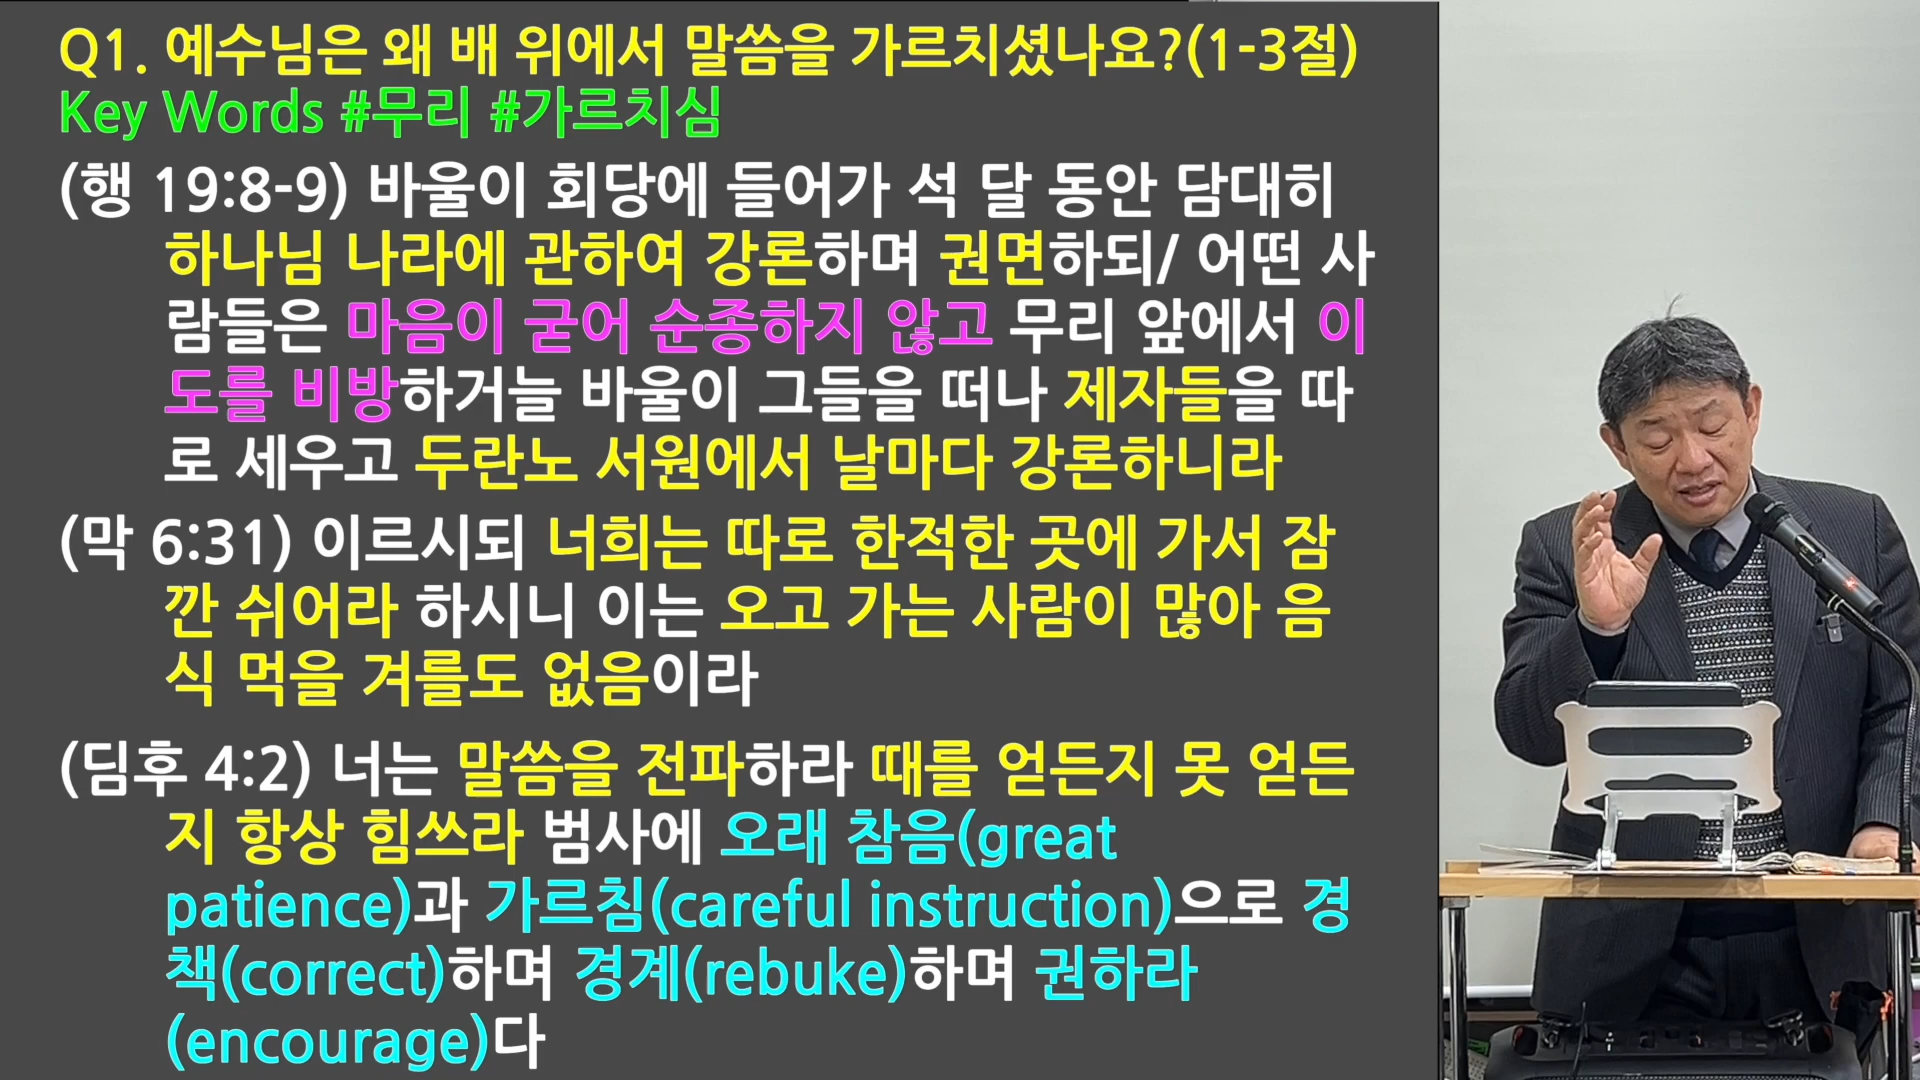 Q1. 예수님은 왜 배 위에서 말씀을 가르치셨나요?(1-3절)
Key Words #무리 #가르치심
(행 19:8-9) 바울이 회당에 들어가 석 달 동안 담대히
하나님 나라에 관하여 강론하며 권면하되/ 어떤 사
람들은 마음이 굳어 순종하지 않고 무리 앞에서 이
도를 비방하거늘 바울이 그들을 떠나 제자들을 따
로 세우고 두란노 서원에서 날마다 강론하니라
(막 6:31) 이르시되 너희는 따로 한적한 곳에 가서 잠
깐 쉬어라 하시니 이는 오고 가는 사람이 많아 음
식 먹을 겨를도 없음이라
(딤후 4:2) 너는 말씀을 전파하라 때를 얻든지 못 얻든
지 항상 힘쓰라 범사에 오래 참음(great
patience)과 가르침(careful instruction)으로 경
책(correct)하며 경계(rebuke)하며 권하라
(encourage)다